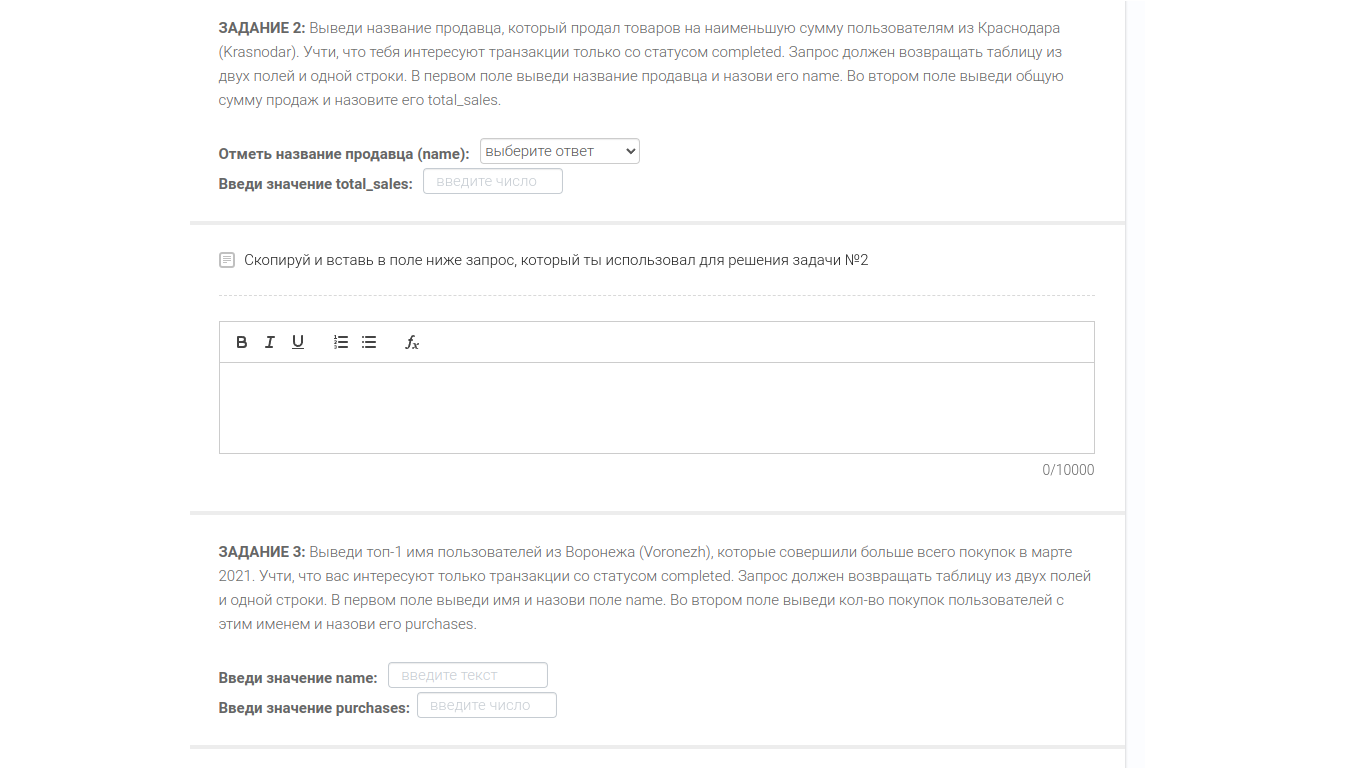 ЗАДАНИЕ 2: Выведи название продавца, который продал товаров на наименьшую сумму пользователям из Краснодара
(Krasnodar). Учти, что тебя интересуют транзакции только со статусом completed. Запрос должен возвращать таблицу из
двух полей и одной строки. В первом поле выведи название продавца и назови его name. Во втором поле выведи общую
сумму продаж и назовите его total_sales.
Отметь название продавца (name): выберите ответ
Введи значение total_sales: введите число
Скопируй и вставь в поле ниже запрос, который ты использовал для решения задачи №2
B I U fx
0/10000
ЗАДАНИЕ 3: Выведи топ-1 имя пользователей из Воронежа (Voronezh), которые совершили больше всего покупок в марте
2021. Учти, что вас интересуют только транзакции со статусом completed. Запрос должен возвращать таблицу из двух полей
и одной строки. В первом поле выведи имя и назови поле name. Во втором поле выведи кол-во покупок пользователей с
этим именем и назови его purchases.
Введи значение name: введите текст
Введи значение purchases: введите число